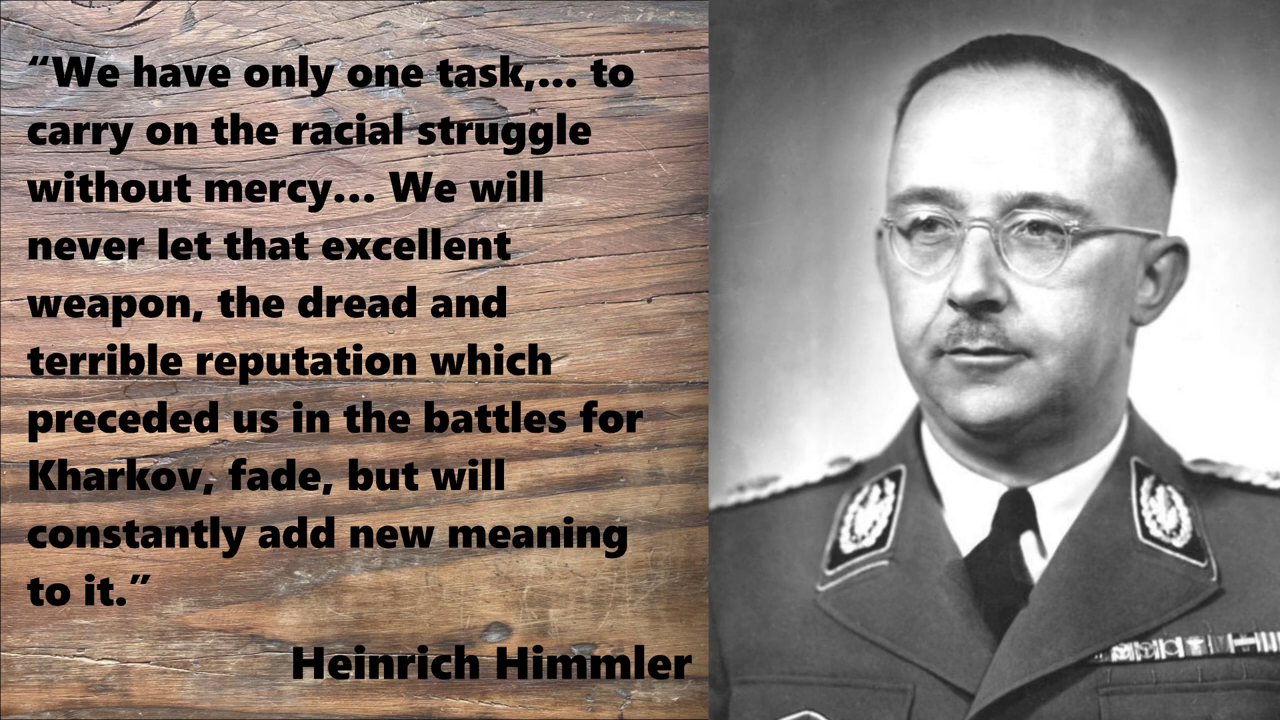 “We have only one task,... to
carry on the racial struggle
without mercy... We will
never let that excellent
weapon, the dread and
terrible reputation which
preceded us in the battles for
Kharkov, fade, but will
constantly add new meaning
to it.”
Heinrich Himmler